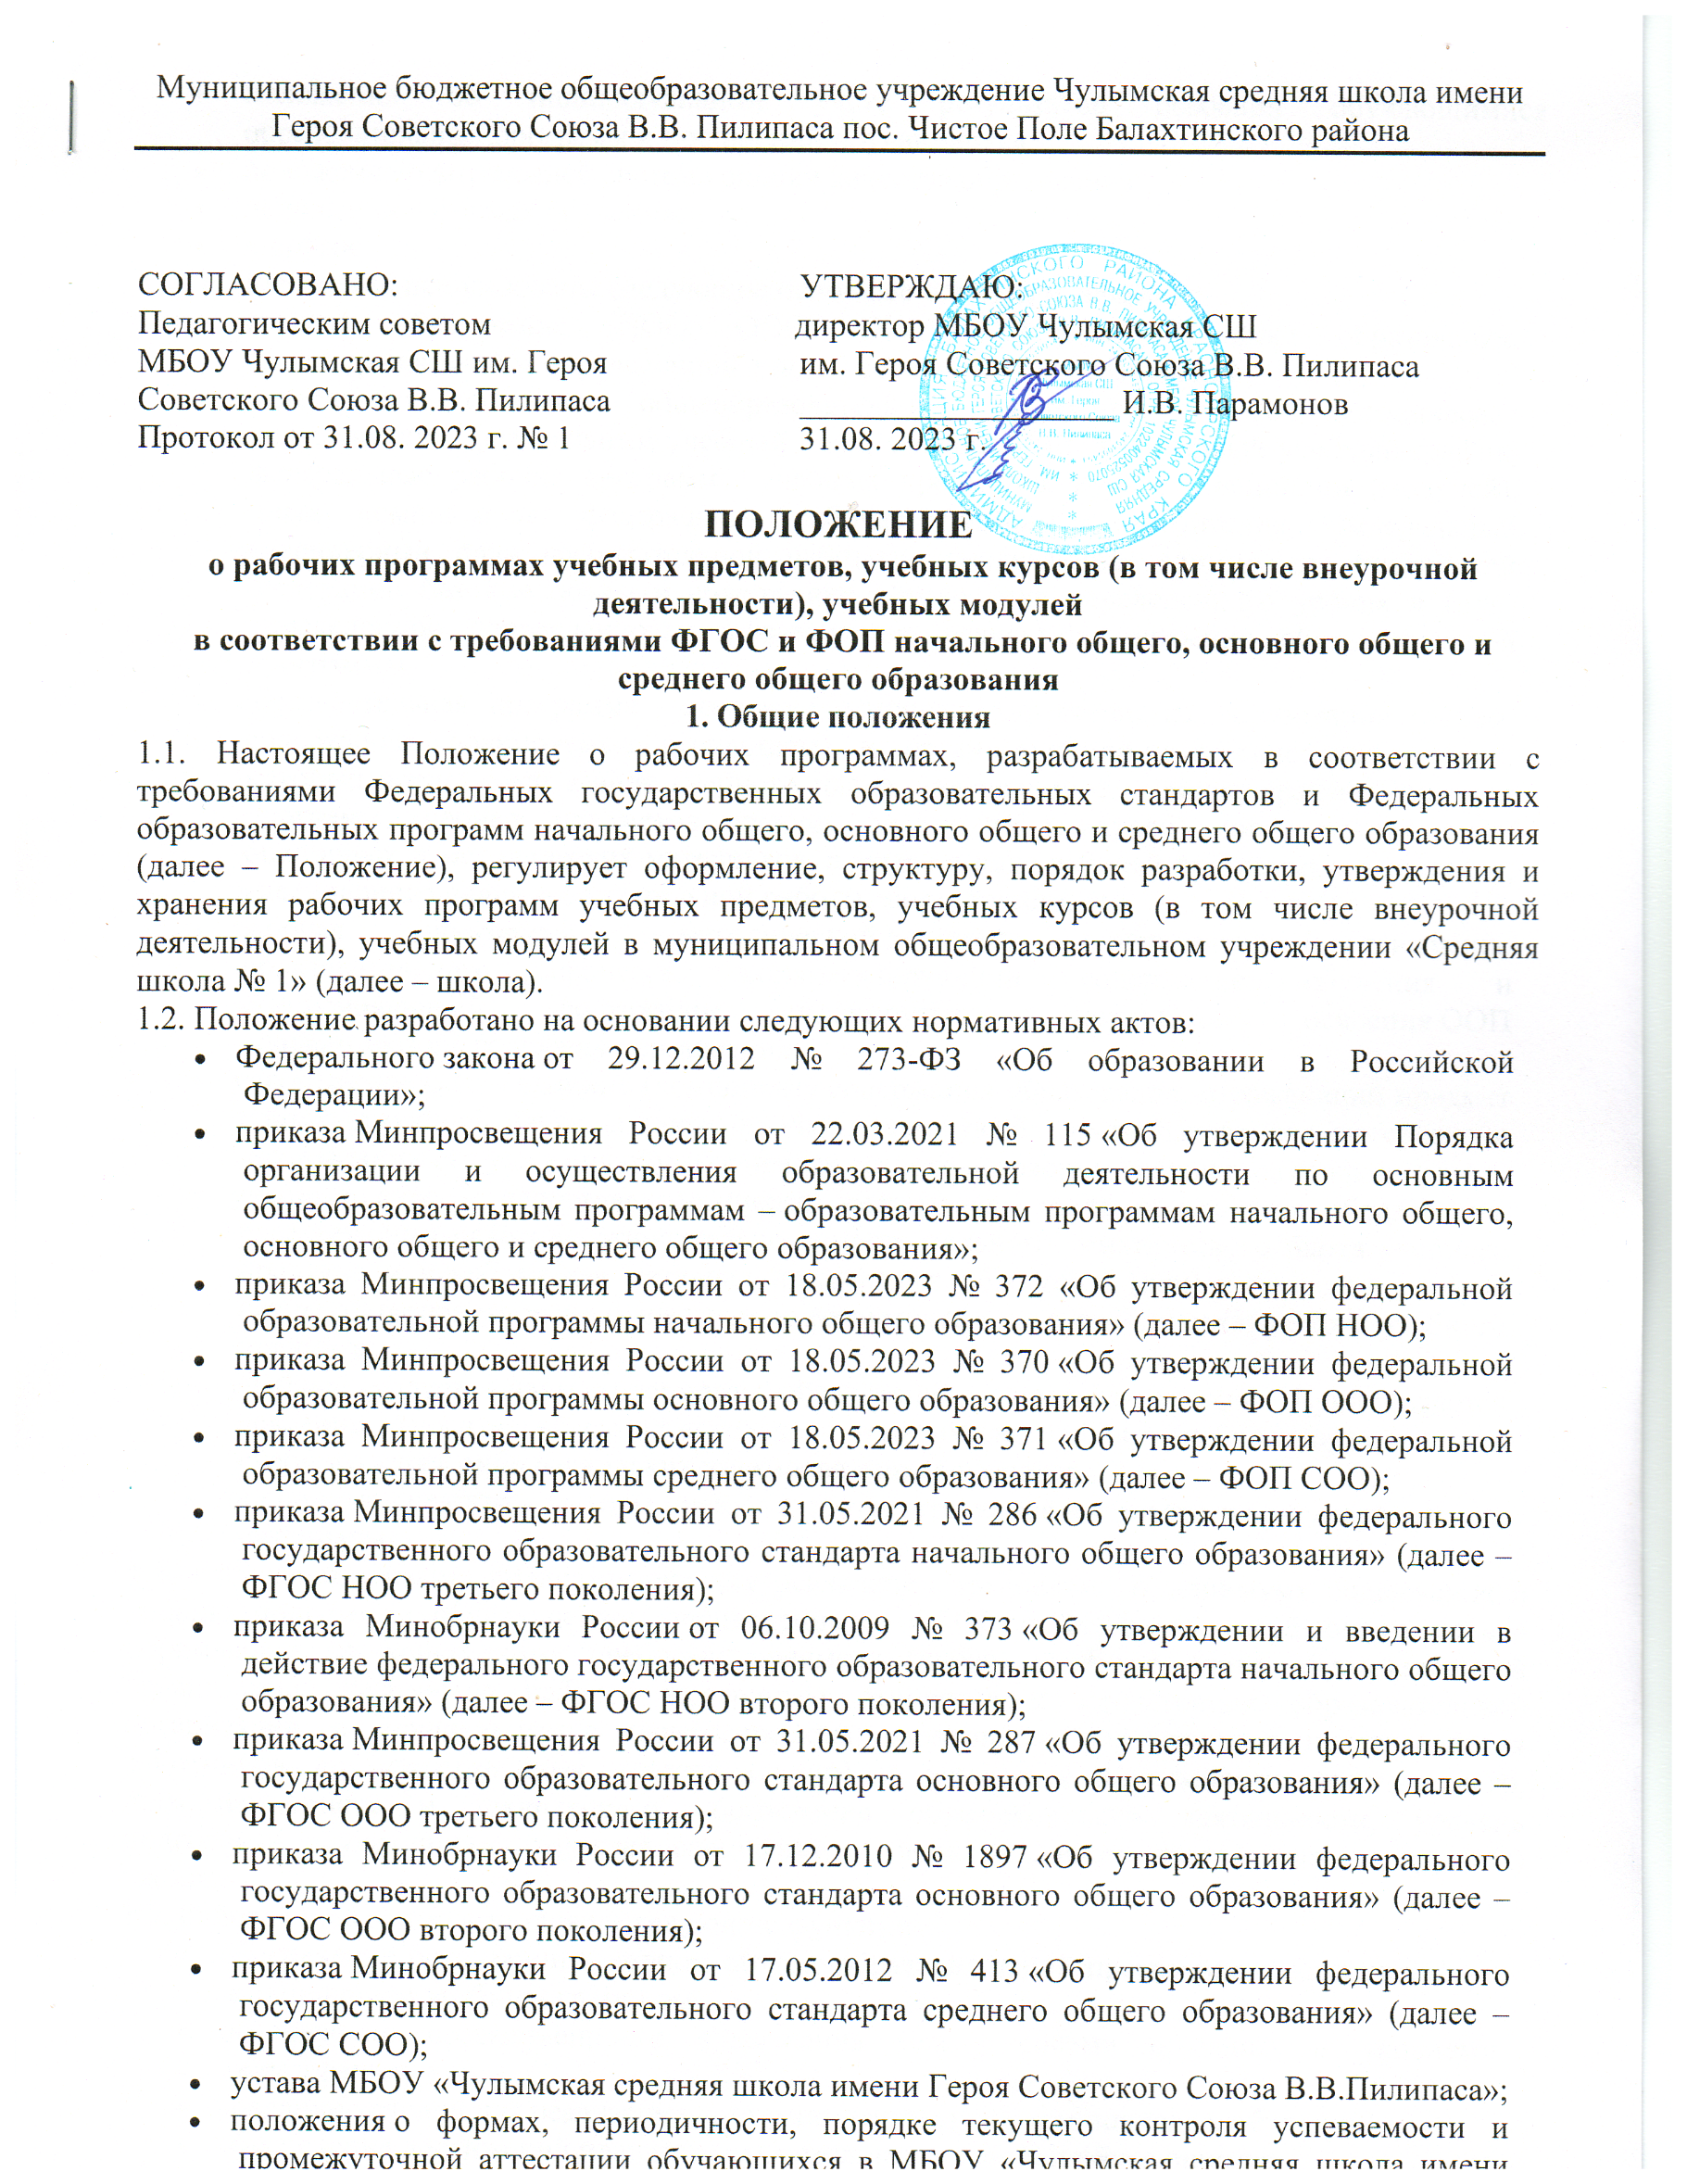 Муниципальное бюджетное общеобразовательное учреждение Чулымская средняя школа имени
Героя Советского Союза В.В. Пилипаса пос. Чистое Поле Балахтинского района
СОГЛАСОВАНО:
Педагогическим советом
МБОУ Чулымская СШ им. Героя
Советского Союза В.В. Пилипаса
Протокол от 31.08. 2023 г. № 1
УТВЕРЖДАЮ:
директор МБОУ Чулымская СШ
им. Героя Советского Союза В.В. Пилипаса
И.В. Парамонов
31.08. 2023 г.
ПОЛОЖЕНИЕ
о рабочих программах учебных предметов, учебных курсов (в том числе внеурочной
деятельности), учебных модулей
в соответствии с требованиями ФГОС и ФОП начального общего, основного общего и
среднего общего образования
1. Общие положения
1.1. Настоящее Положение о рабочих программах, разрабатываемых в соответствии с
требованиями Федеральных государственных образовательных стандартов и Федеральных
образовательных программ начального общего, основного общего и среднего общего образования
(далее – Положение), регулирует оформление, структуру, порядок разработки, утверждения и
хранения рабочих программ учебных предметов, учебных курсов (в том числе внеурочной
деятельности), учебных модулей в муниципальном общеобразовательном учреждении «Средняя
школа № 1» (далее – школа).
1.2. Положение разработано на основании следующих нормативных актов:
• Федерального закона от 29.12.2012 № 273-ФЗ «Об образовании в Российской
Федерации»;
• приказа Минпросвещения России от 22.03.2021 № 115 «Об утверждении Порядка
организации и осуществления образовательной деятельности по основным
общеобразовательным программам – образовательным программам начального общего,
основного общего и среднего общего образования»;
• приказа Минпросвещения России от 18.05.2023 № 372 «Об утверждении федеральной
образовательной программы начального общего образования» (далее – ФОП НОО);
• приказа Минпросвещения России от 18.05.2023 № 370 «Об утверждении федеральной
образовательной программы основного общего образования» (далее – ФОП ООО);
• приказа Минпросвещения России от 18.05.2023 № 371 «Об утверждении федеральной
образовательной программы среднего общего образования» (далее – ФОП СОО);
• приказа Минпросвещения России от 31.05.2021 № 286 «Об утверждении федерального
государственного образовательного стандарта начального общего образования» (далее –
ФГОС НОО третьего поколения);
• приказа Минобрнауки России от 06.10.2009 № 373 «Об утверждении и введении в
действие федерального государственного образовательного стандарта начального общего
образования» (далее – ФГОС НОО второго поколения);
• приказа Минпросвещения России от 31.05.2021 № 287 «Об утверждении федерального
государственного образовательного стандарта основного общего образования» (далее –
ФГОС ООО третьего поколения);
• приказа Минобрнауки России от 17.12.2010 № 1897 «Об утверждении федерального
государственного образовательного стандарта основного общего образования» (далее –
ФГОС ООО второго поколения);
• приказа Минобрнауки России от 17.05.2012 № 413 «Об утверждении федерального
государственного образовательного стандарта среднего общего образования» (далее –
ФГОС СОО);
• устава МБОУ «Чулымская средняя школа имени Героя Советского Союза В.В.Пилипаса»;
• положения о формах, периодичности, порядке текущего контроля успеваемости и
промежуточной аттестации обучающихся в МБОУ «Чулымская средняя школа имени